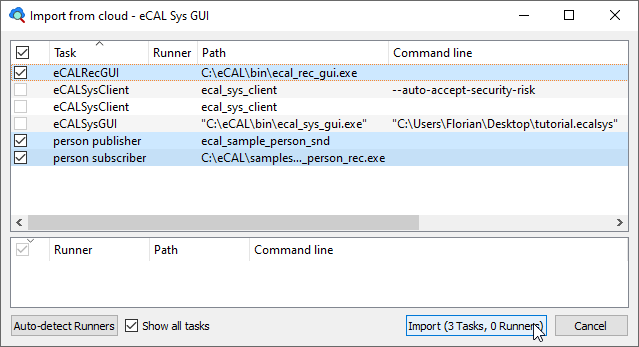 Import from cloud - eCAL Sys GUI
Task Runner Path Command line
eCALRecGUI C:\eCAL\bin\ecal_rec_gui.exe
eCALSysClient ecal_sys_client --auto-accept-security-risk
eCALSysClient ecal_sys_client
eCALSysGUI "C:\eCAL\bin\ecal_sys_gui.exe" "C:\Users\Florian\Desktop\tutorial.ecalsys"
person publisher ecal_sample_person_snd
person subscriber C:\eCAL\samples..._person_rec.exe
Runner Path Command line
Auto-detect Runners Show all tasks Import (3 Tasks, 0 Runners) Cancel